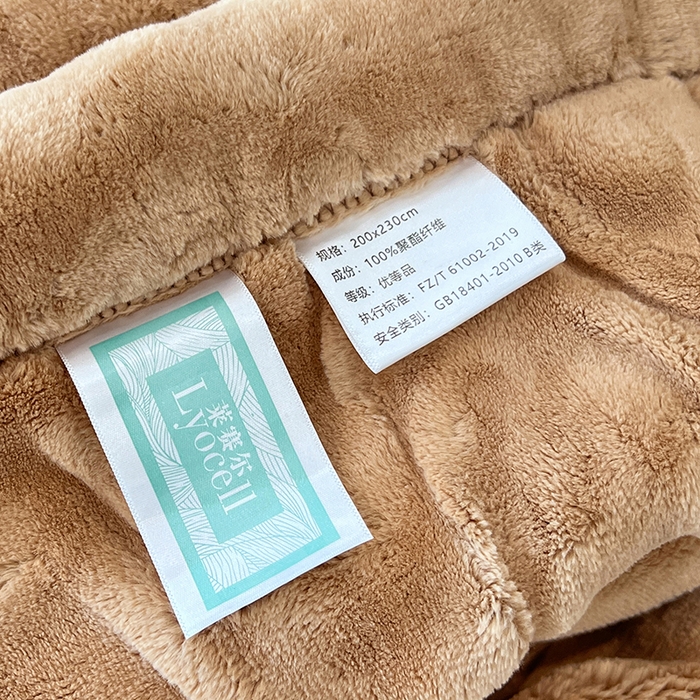 规格：200x230cm
成份：100%聚酯纤维
等级：优等品
执行标准：FZ/T 61002-2019
安全类别：GB18401-2010 B类
莱赛尔
Lyocell